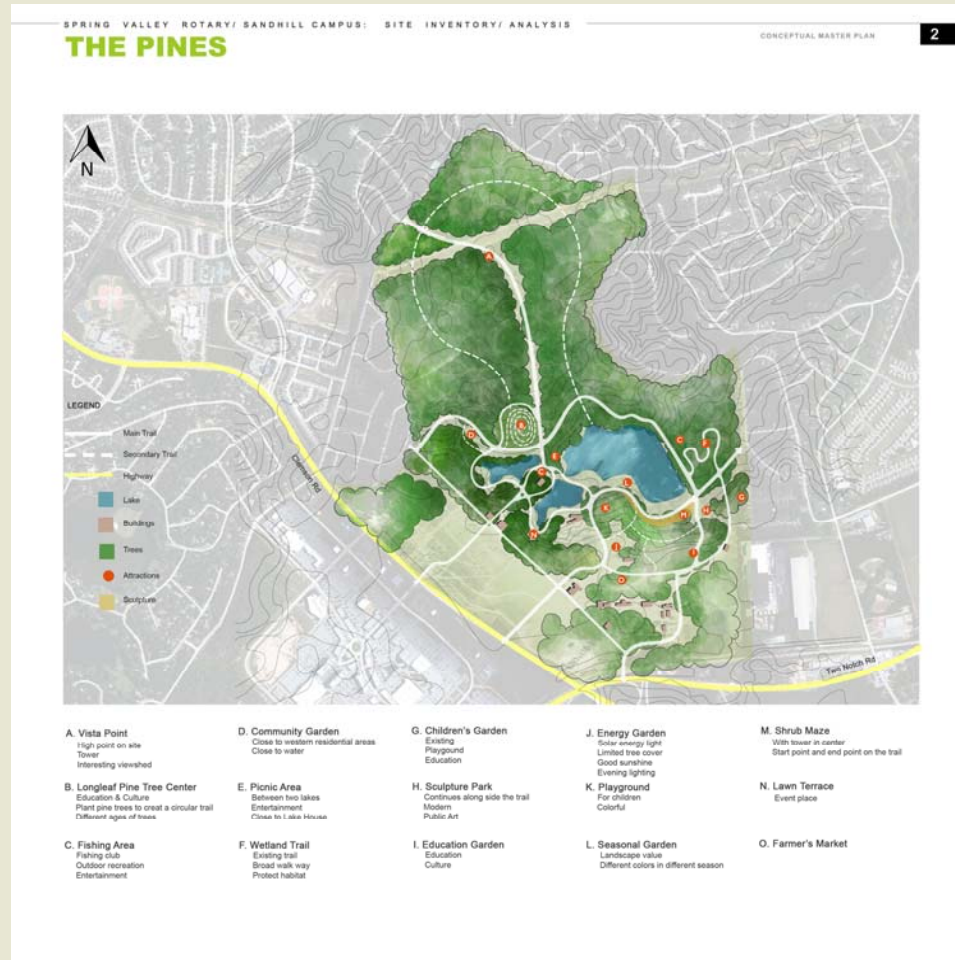 SPRING VALLEY ROTARY/ SANDHILL CAMPUS: SITE INVENTORY/ ANALYSIS
THE PINES
CONCEPTUAL MASTER PLAN
2
N
LEGEND
Main Trail
Secondary Trail
Highway
Lake
Buildings
Trees
Attractions
Sculpture
Clemson Rd
Two Notch Rd
A
B
D
E
C
F
C
L
G
K
M
H
N
J
I
O
A. Vista Point
High point on site
Tower
Interesting viewshed
B. Longleaf Pine Tree Center
Education & Culture
Plant pine trees to creat a circular trail
Different ages of trees
C. Fishing Area
Fishing club
Outdoor recreation
Entertainment
D. Community Garden
Close to western residential areas
Close to water
E. Picnic Area
Between two lakes
Entertainment
Close to Lake House
F. Wetland Trail
Existing trail
Broad walk way
Protect habitat
G. Children's Garden
Existing
Playgound
Education
H. Sculpture Park
Continues along side the trail
Modern
Public Art
I. Education Garden
Education
Culture
J. Energy Garden
Solar energy light
Limited tree cover
Good sunshine
Evening lighting
K. Playground
For children
Colorful
L. Seasonal Garden
Landscape value
Different colors in different season
M. Shrub Maze
With tower in center
Start point and end point on the trail
N. Lawn Terrace
Event place
O. Farmer's Market